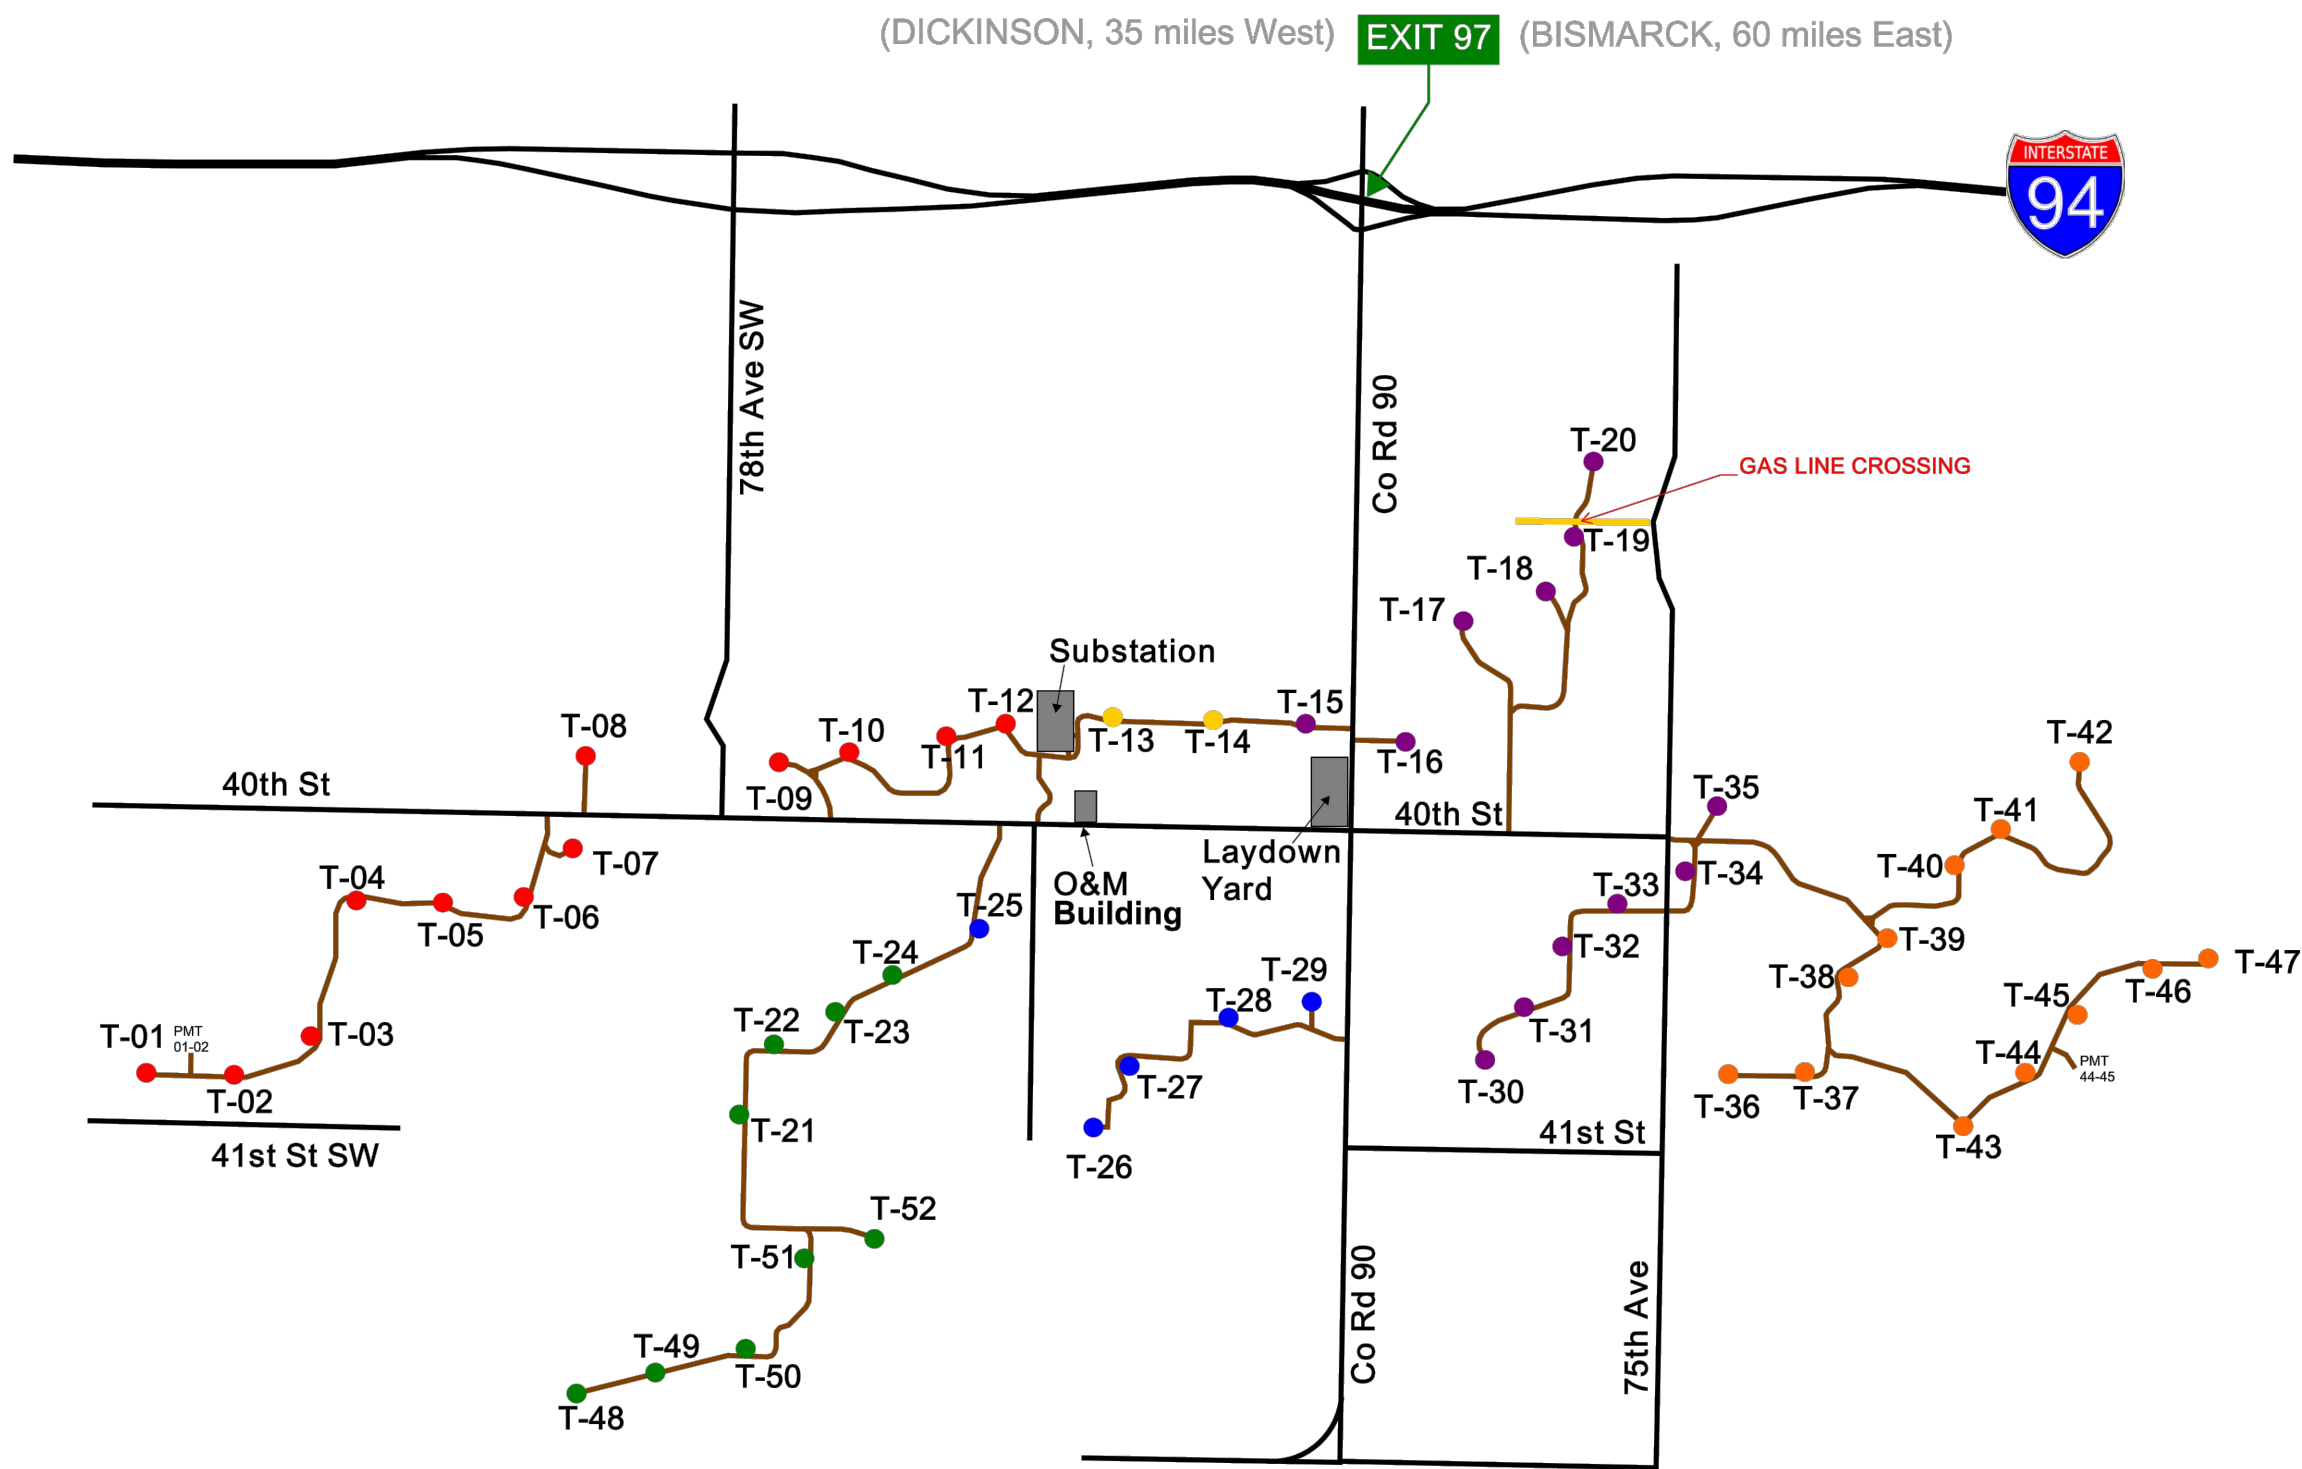 (DICKINSON, 35 miles West)
EXIT 97
(BISMARCK, 60 miles East)
INTERSTATE
94
78th Ave SW
Co Rd 90
T-20
GAS LINE CROSSING
T-19
T-18
T-17
Substation
T-12
T-15
T-08
T-10
T-11
T-13
T-14
T-16
T-42
40th St
T-09
40th St
T-35
T-41
T-07
Laydown
Yard
T-40
T-04
O&M
Building
T-34
T-33
T-25
T-06
T-05
T-39
T-32
T-24
T-38
T-47
T-29
T-46
T-28
T-45
T-22
T-23
T-31
T-01
PMT
01-02
T-03
T-44
PMT
44-45
T-27
T-30
T-36
T-37
T-02
T-21
41st St
T-43
41st St SW
T-26
T-52
T-51
Co Rd 90
75th Ave
T-49
T-50
T-48